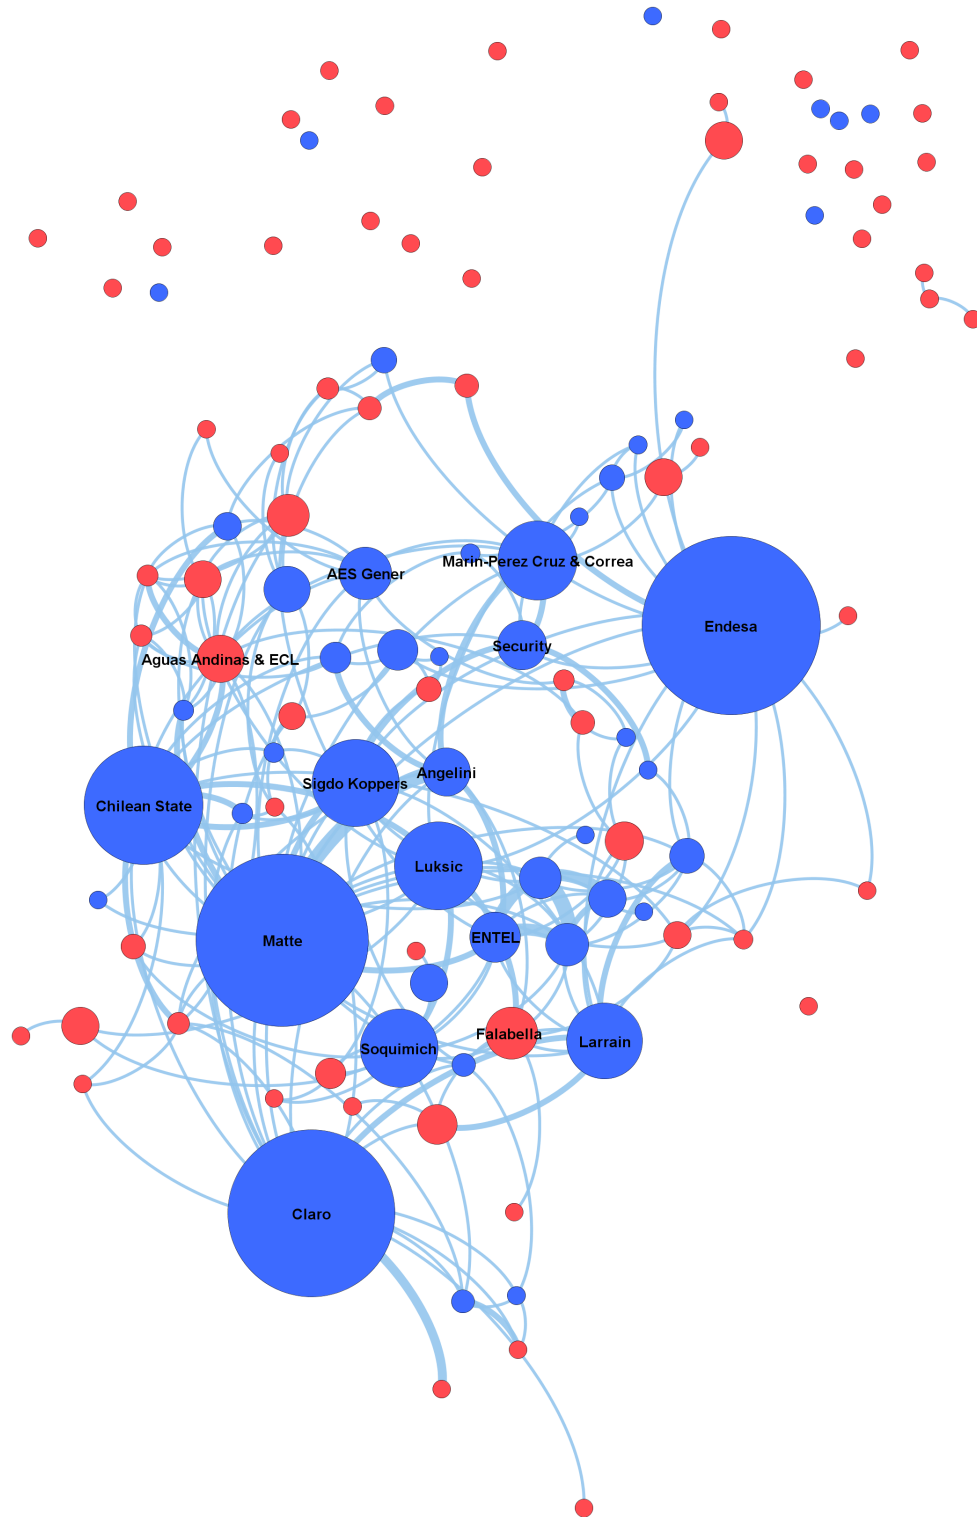 Marin-Perez Cruz & Correa
AES Gener
Endesa
Security
Aguas Andinas & ECL
Angelini
Sigdo Koppers
Chilean State
Luksic
ENTEL
Matte
Falabella
Larrain
Soquimich
Claro